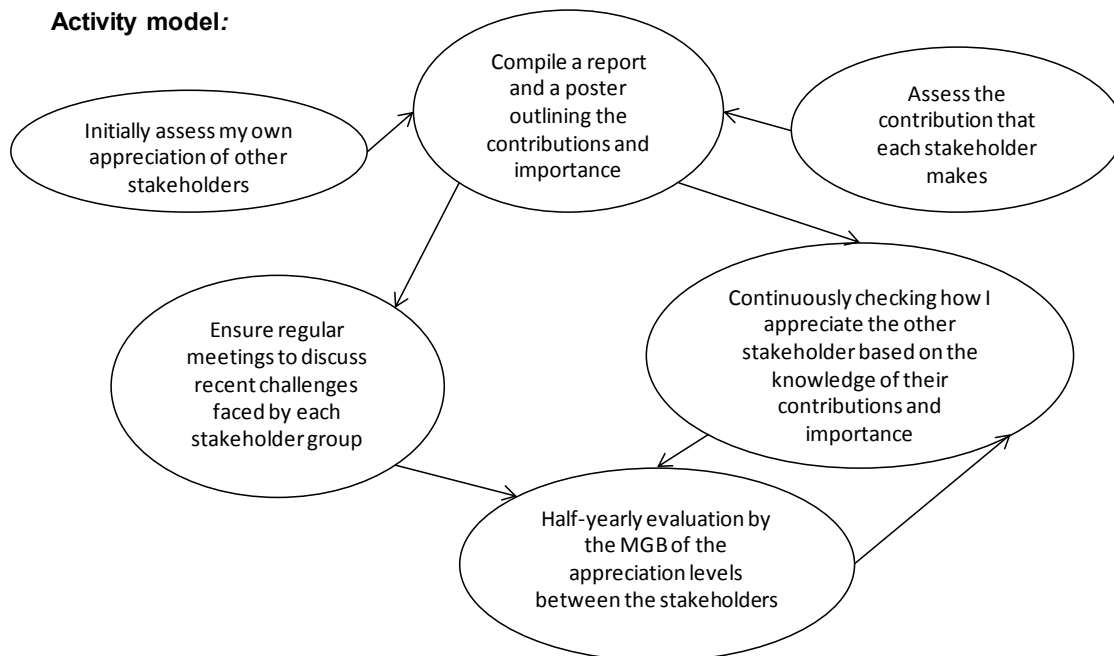 Activity model:
Compile a report
and a poster
outlining the
contributions and
importance
Initially assess my own
appreciation of other
stakeholders
Assess the
contribution that
each stakeholder
makes
Ensure regular
meetings to discuss
recent challenges
faced by each
stakeholder group
Continuously checking how I
appreciate the other
stakeholder based on the
knowledge of their
contributions and
importance
Half-yearly evaluation by
the MGB of the
appreciation levels
between the stakeholders